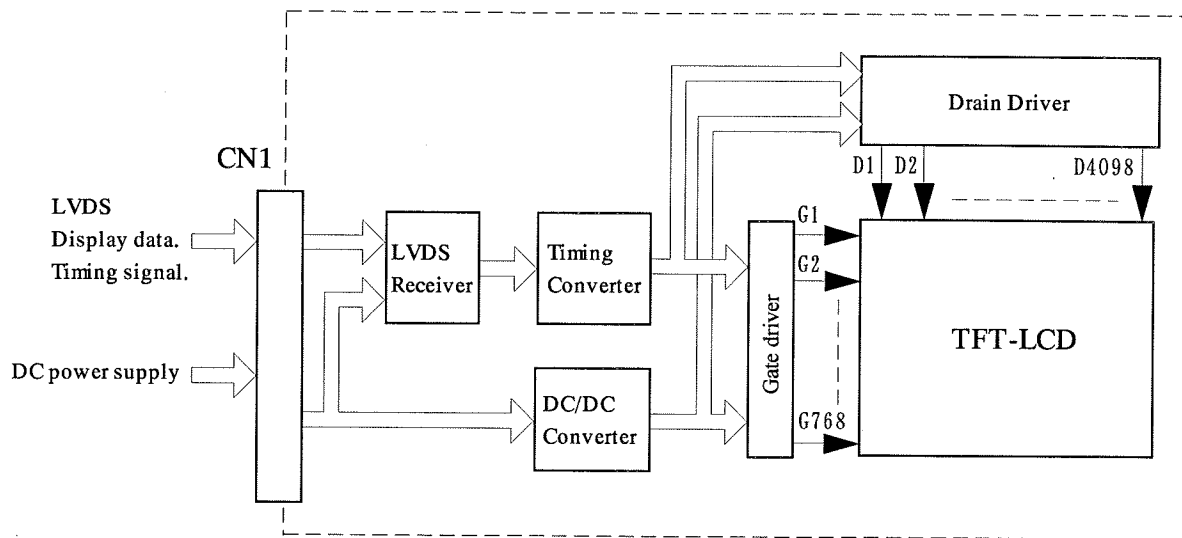 CN1
LVDS
Display data.
Timing signal.
DC power supply
LVDS
Receiver
Timing
Converter
DC/DC
Converter
Gate driver
Drain Driver
D1
D2
D4098
G1
G2
G768
TFT-LCD